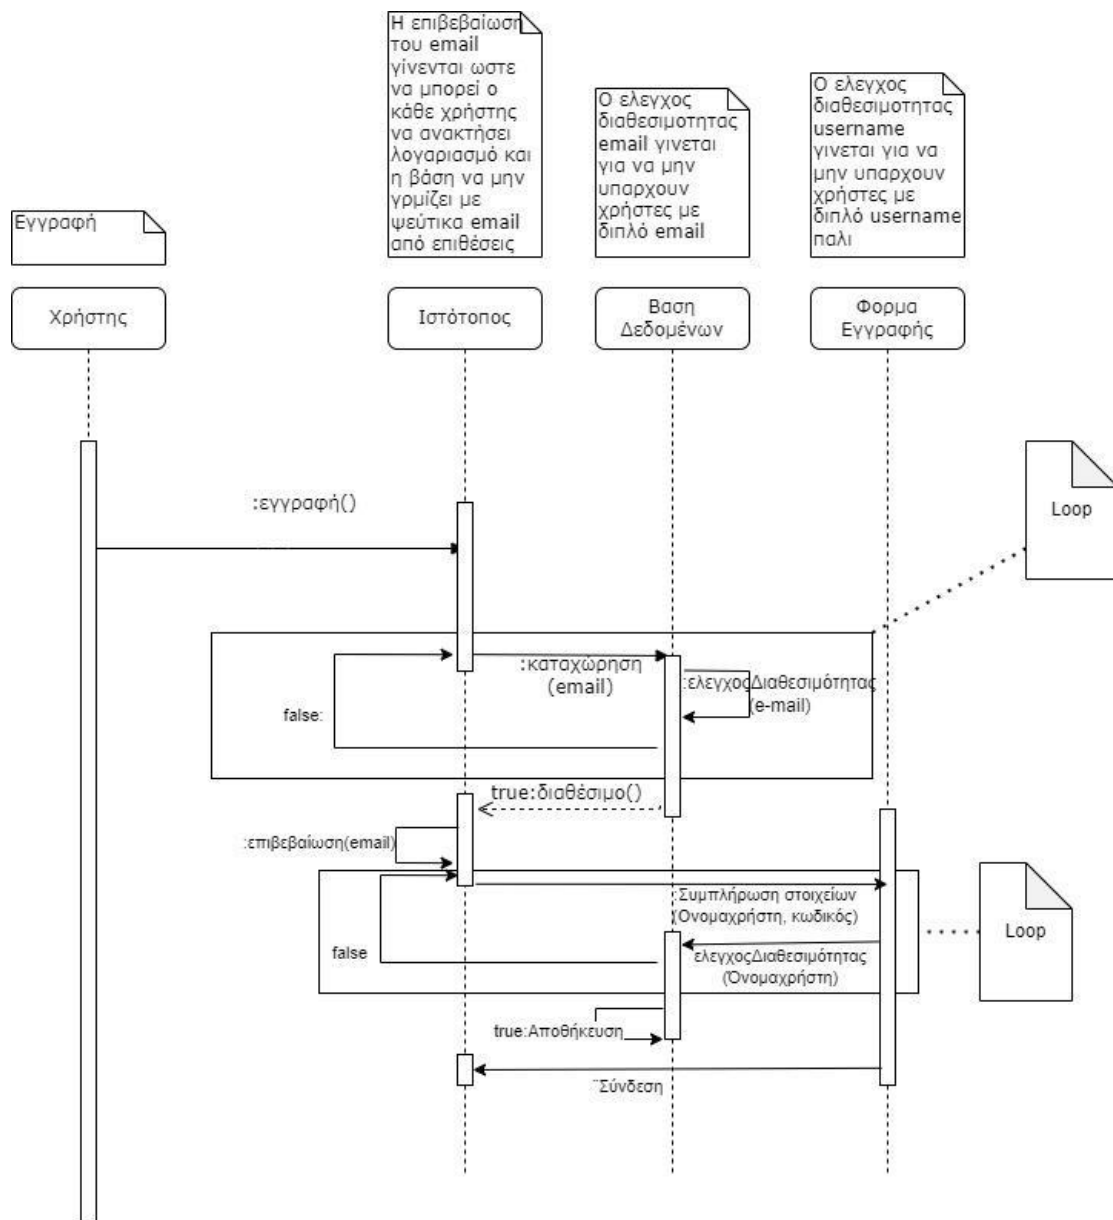 Η επιβεβαίωση
του email
γίνενται ωστε
να μπορεί ο
κάθε χρήστης
να ανακτήσει
λογαριασμό και
η βάση να μην
γρμίζει με
ψεύτικα email
από επιθέσεις
Ο ελεγχος
διαθεσιμοτητας
email γινεται
για να μην
υπαρχουν
χρήστες με
διπλό email
Ο ελεγχος
διαθεσιμοτητας
username
γινεται για να
μην υπαρχουν
χρήστες με
διπλό username
παλι
Εγγραφή
Χρήστης
Ιστότοπος
Βαση
Δεδομένων
Φορμα
Εγγραφής
:εγγραφή()
Loop
:καταχώρηση
(email)
:ελεγχοςΔιαθεσιμότητας
(e-mail)
false:
true:διαθέσιμο()
:επιβεβαίωση(email)
:Συμπλήρωση στοιχείων
(Ονομαχρήστη, κωδικός)
Loop
false
ελεγχοςΔιαθεσιμότητας
(Όνομαχρήστη)
true:Αποθήκευση
¨Σύνδεση